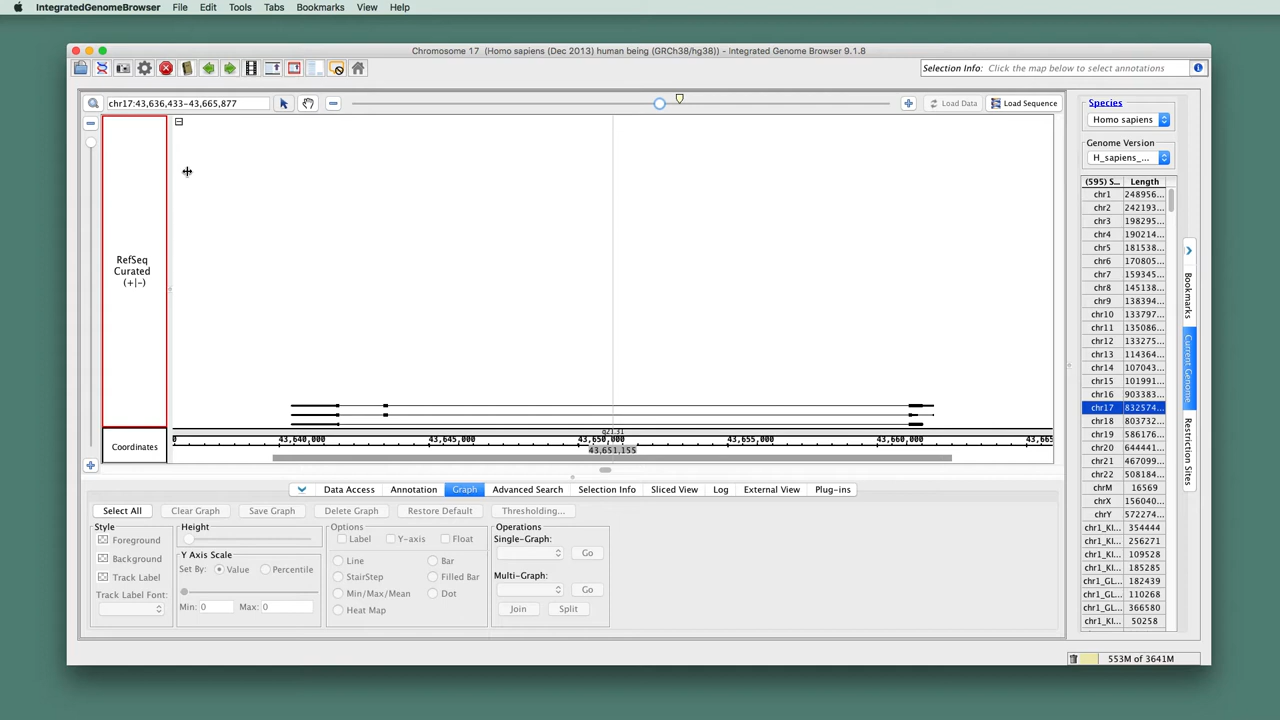 IntegratedGenomeBrowser File Edit Tools Tabs Bookmarks View Help
Chromosome 17 (Homo sapiens (Dec 2013) human being (GRCh38/hg38)) - Integrated Genome Browser 9.1.8
Selection Info: Click the map below to select annotations
chr17:43,636,433-43,665,877
Load Data
Load Sequence
Species
Homo sapiens
Genome Version
H_sapiens_...
(595) S... Length
chr1 248956...
chr2 242193...
chr3 198295...
chr4 190214...
chr5 181538...
chr6 170805...
chr7 159345...
chr8 145138...
chr9 138394...
chr10 133797...
chr11 135086...
chr12 133275...
chr13 114364...
chr14 107043...
chr15 101991...
chr16 903383...
chr17 832574...
chr18 803732...
chr19 586176...
chr20 644441...
chr21 467099...
chr22 508184...
chrM 16569
chrX 156040...
chrY 572274...
chr1_KI... 354444
chr1_KI... 256271
chr1_KI... 109528
chr1_KI... 185285
chr1_GL... 182439
chr1_KI... 110268
chr1_GL... 366580
chr1_KI... 50258
Bookmarks
Current Genome
Restriction Sites
RefSeq
Curated
(+|-)
q21.31
Coordinates
0 43,640,000 43,645,000 43,650,000 43,655,000 43,660,000 43,665
43,651,155
Data Access Annotation Graph Advanced Search Selection Info Sliced View Log External View Plug-ins
Select All Clear Graph Save Graph Delete Graph Restore Default Thresholding...
Style
Foreground
Background
Track Label
Track Label Font:
Height
Y Axis Scale
Set By: Value Percentile
Min: 0 Max: 0
Options
Label Y-axis Float
Line Bar
StairStep Filled Bar
Min/Max/Mean Dot
Heat Map
Operations
Single-Graph:
Go
Multi-Graph:
Go
Join Split
553M of 3641M